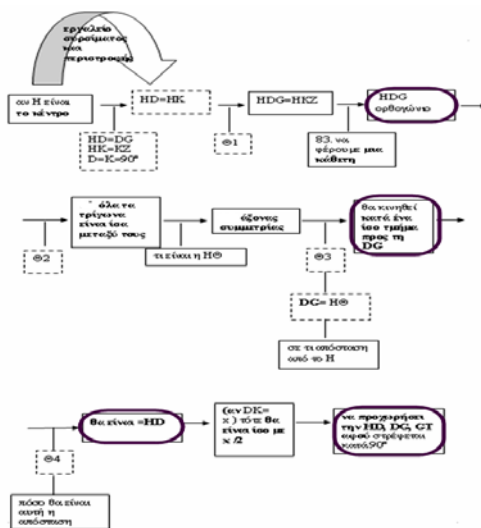 εργαλείο
συρσίματος
και
περιστροφής
αν Η είναι
το κέντρο
HD=HK
HD=DG
HK=KZ
D=K=90°
Θ1
HDG=HKZ
83. να
φέρουμε μια
κάθετη
HDG
ορθογώνιο
Θ2
όλα τα
τρίγωνα
είναι ίσα
μεταξύ τους
τι είναι η ΗΘ
άξονας
συμμετρίας
Θ3
DG= ΗΘ
σε τι απόσταση
από το Η
θα κινηθεί
κατά ένα
ίσο τμήμα
προς τη
DG
Θ4
πόσο θα είναι
αυτή η
απόσταση
θα είναι =HD
(αν DK=
x ) τότε θα
είναι ίσο με
x /2
να προχωρήσει
την HD, DG, GT
αφού στρέφεται
κατά 90°